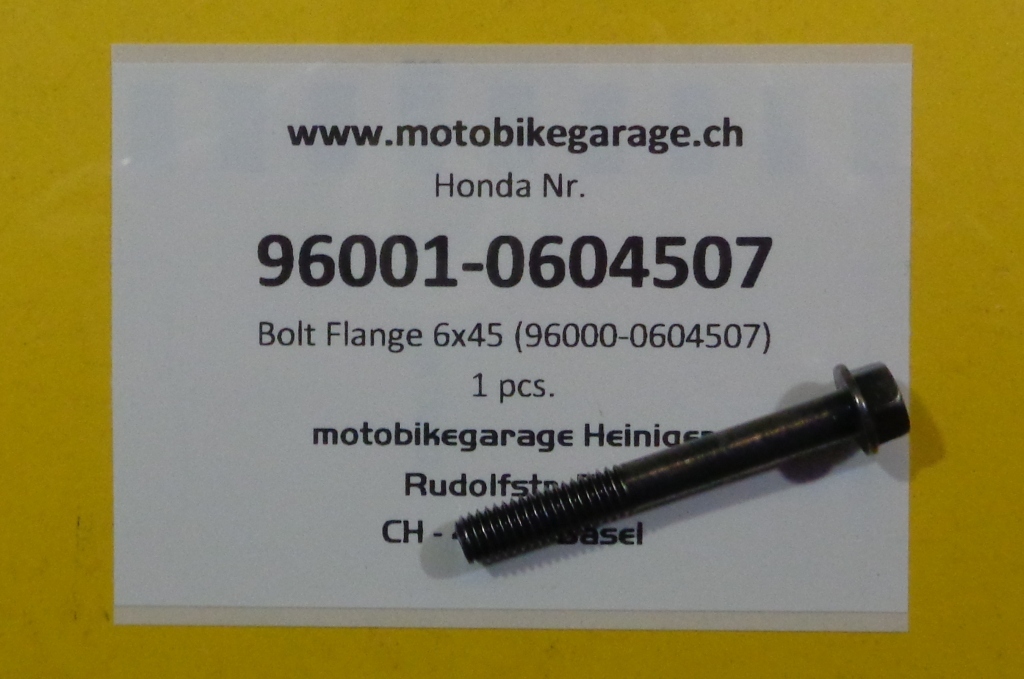 www.motobikegarage.ch
Honda Nr.
96001-0604507
Bolt Flange 6x45 (96000-0604507)
1 pcs.
motobikegarage
CH -